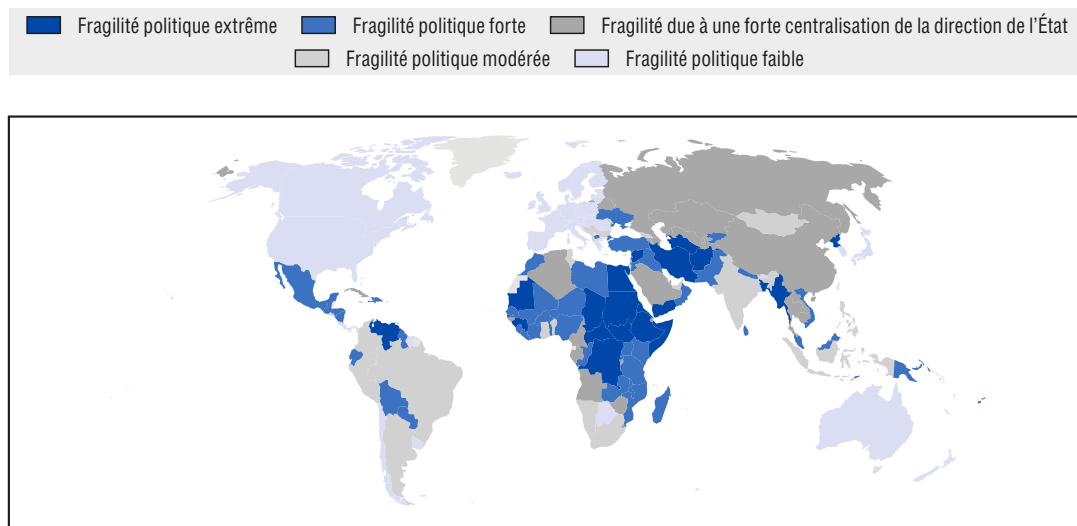 Fragilité politique extrême Fragilité politique forte Fragilité due à une forte centralisation de la direction de l’État
Fragilité politique modérée Fragilité politique faible